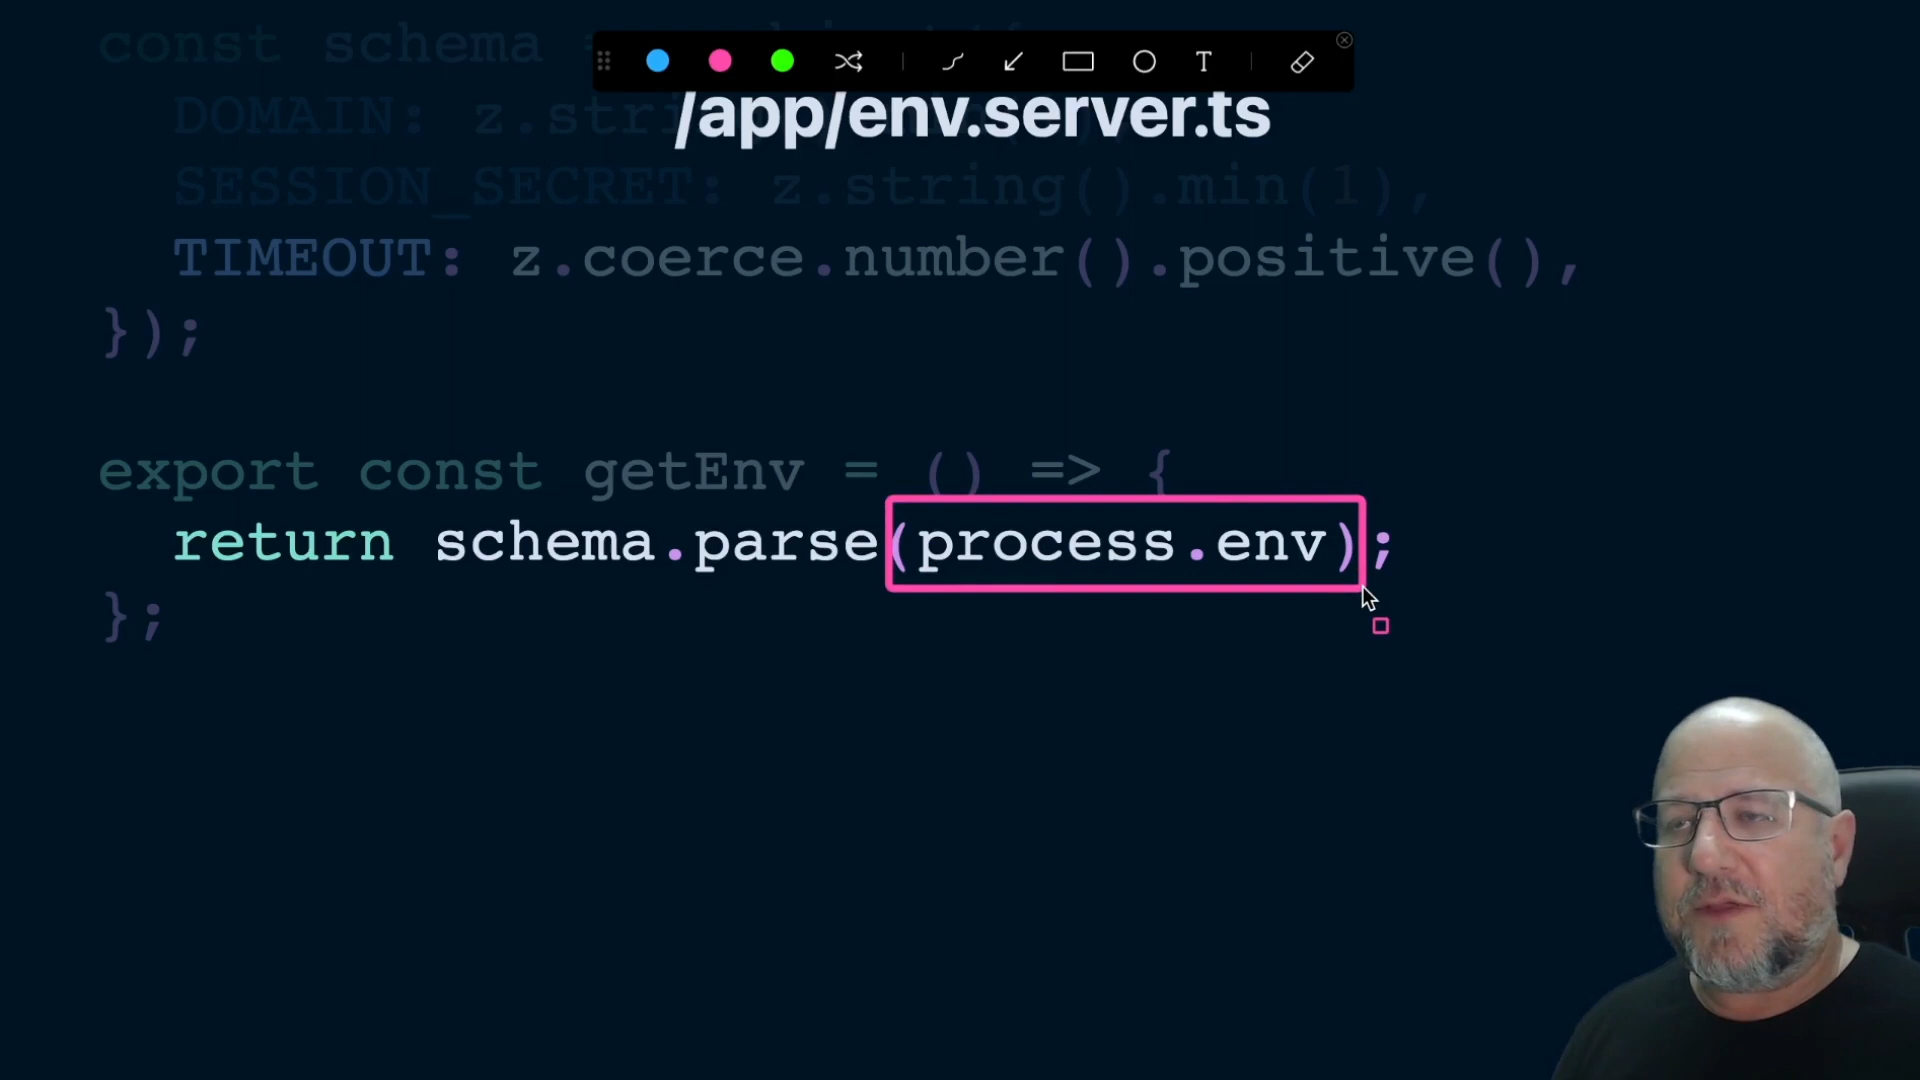 const schema =
/app/env.server.ts
DOMAIN: z.stri
SESSION_SECRET: z.string().min(1),
TIMEOUT: z.coerce.number().positive(),
});
export const getEnv = () => {
return schema.parse(process.env);
};
T